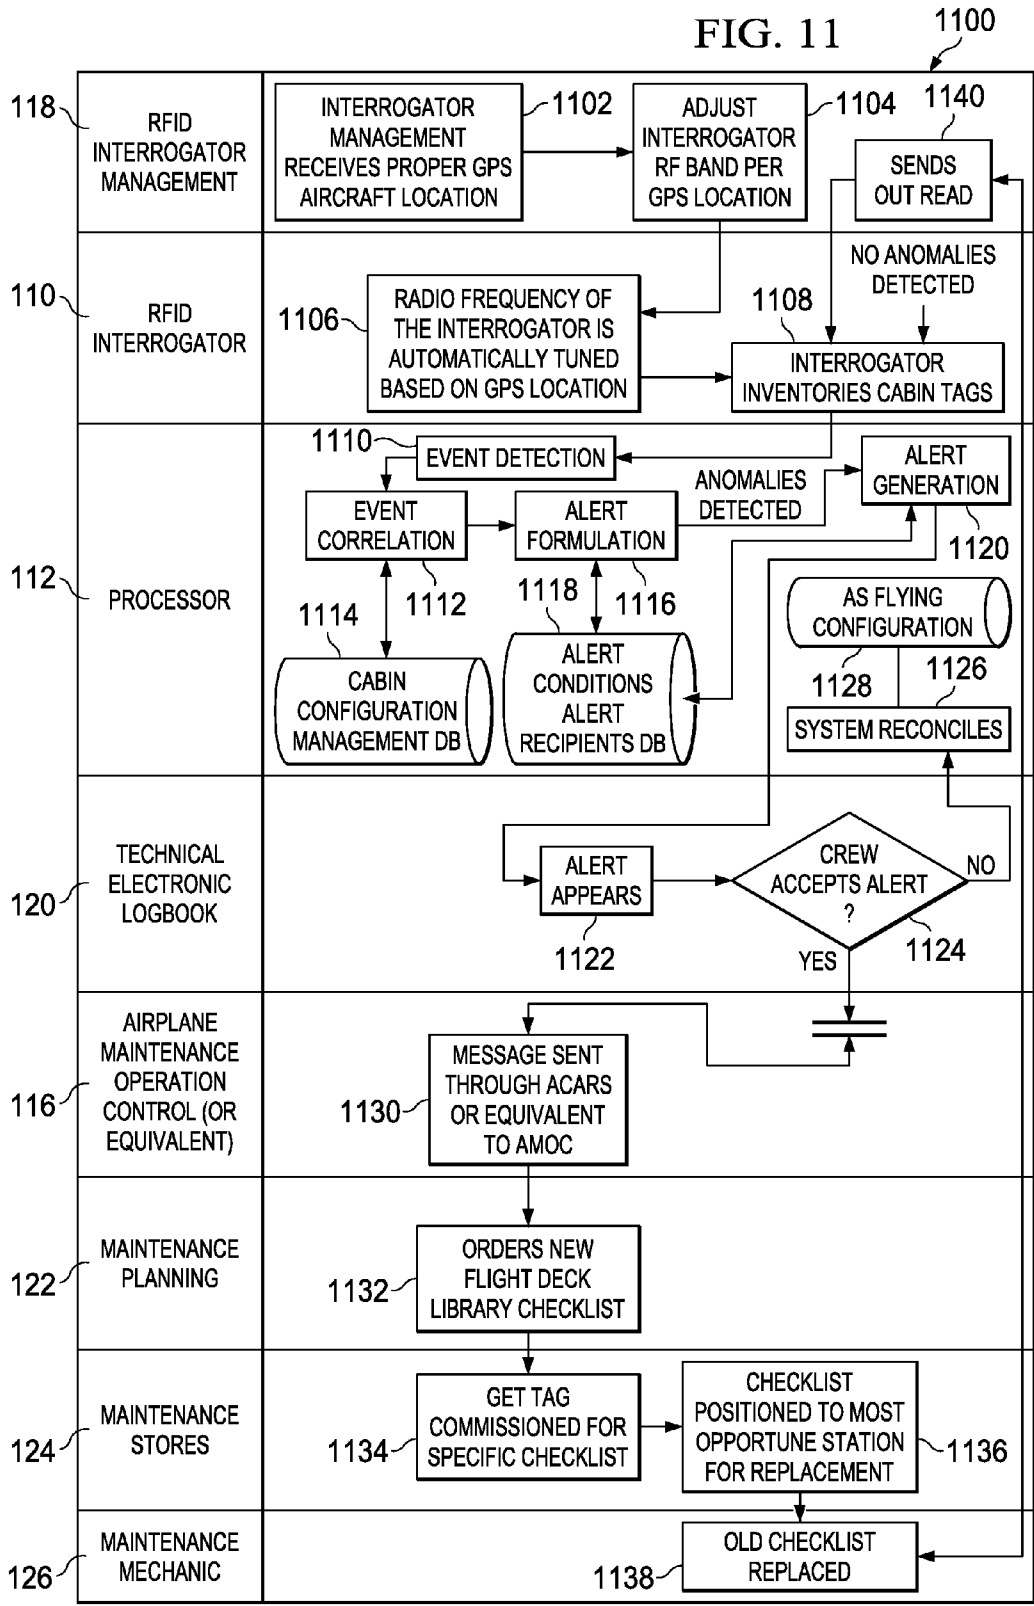 FIG. 11
1100
118
RFID
INTERROGATOR
MANAGEMENT
INTERROGATOR
MANAGEMENT
RECEIVES PROPER GPS
AIRCRAFT LOCATION
1102
ADJUST
INTERROGATOR
RF BAND PER
GPS LOCATION
1104
1140
SENDS
OUT READ
110
RFID
INTERROGATOR
1106
RADIO FREQUENCY OF
THE INTERROGATOR IS
AUTOMATICALLY TUNED
BASED ON GPS LOCATION
1108
NO ANOMALIES
DETECTED
INTERROGATOR
INVENTORIES CABIN TAGS
112
PROCESSOR
1110
EVENT DETECTION
EVENT
CORRELATION
1112
ALERT
FORMULATION
1116
ANOMALIES
DETECTED
ALERT
GENERATION
1120
1114
CABIN
CONFIGURATION
MANAGEMENT DB
1118
ALERT
CONDITIONS
ALERT
RECIPIENTS DB
AS FLYING
CONFIGURATION
1128
1126
SYSTEM RECONCILES
120
TECHNICAL
ELECTRONIC
LOGBOOK
ALERT
APPEARS
1122
CREW
ACCEPTS ALERT
?
1124
NO
YES
116
AIRPLANE
MAINTENANCE
OPERATION
CONTROL (OR
EQUIVALENT)
1130
MESSAGE SENT
THROUGH ACARS
OR EQUIVALENT
TO AMOC
122
MAINTENANCE
PLANNING
1132
ORDERS NEW
FLIGHT DECK
LIBRARY CHECKLIST
124
MAINTENANCE
STORES
1134
GET TAG
COMMISSIONED FOR
SPECIFIC CHECKLIST
CHECKLIST
POSITIONED TO MOST
OPPORTUNE STATION
FOR REPLACEMENT
1136
126
MAINTENANCE
MECHANIC
1138
OLD CHECKLIST
REPLACED